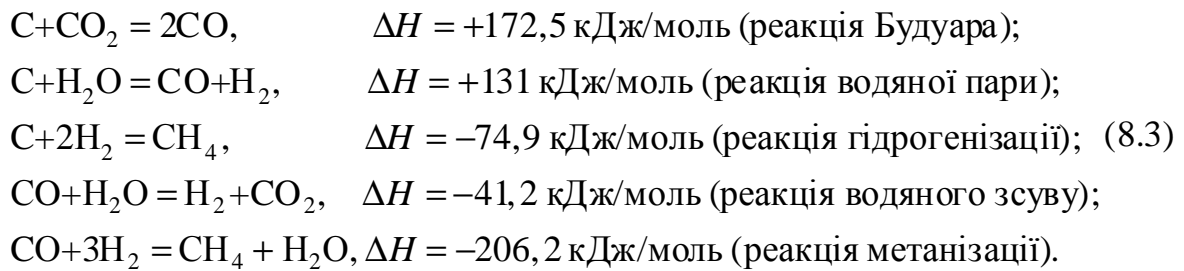 C+CO₂ = 2CO, ΔH = +172,5 кДж/моль (реакція Будуара);
C+H₂O = CO+H₂, ΔH = +131 кДж/моль (реакція водяної пари);
C+2H₂ = CH₄, ΔH = −74,9 кДж/моль (реакція гідрогенізації); (8.3)
CO+H₂O = H₂+CO₂, ΔH = −41,2 кДж/моль (реакція водяного зсуву);
CO+3H₂ = CH₄ + H₂O, ΔH = −206,2 кДж/моль (реакція метанізації).